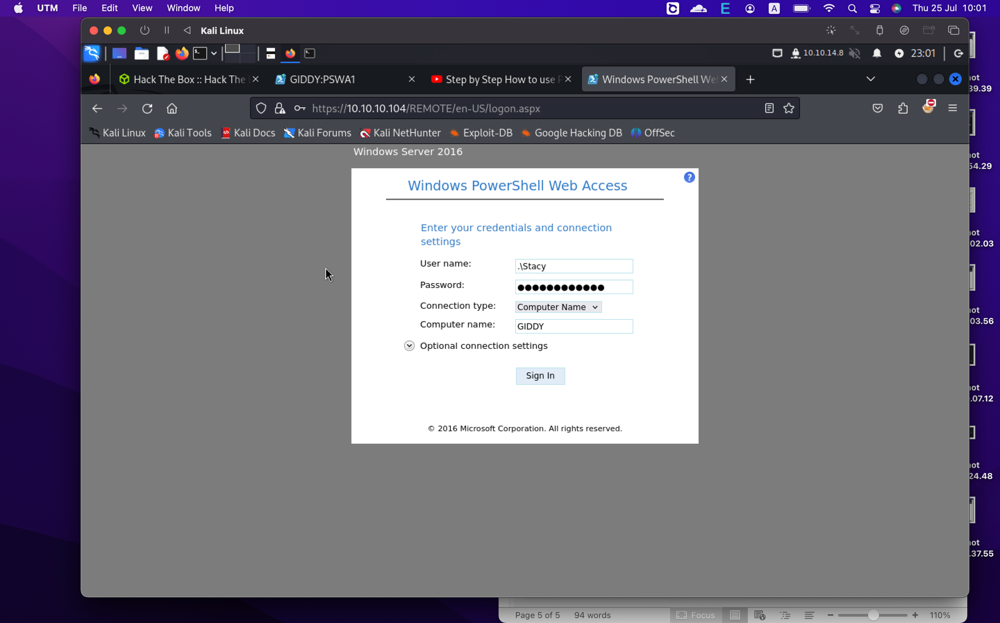 UTM File Edit View Window Help E A Thu 25 Jul 10:01
Kali Linux
10.10.14.8 23:01
Hack The Box :: Hack The GIDDY:PSWA1 Step by Step How to use P Windows PowerShell We
https://10.10.10.104/REMOTE/en-US/logon.aspx
Kali Linux Kali Tools Kali Docs Kali Forums Kali NetHunter Exploit-DB Google Hacking DB OffSec
Windows Server 2016
Windows PowerShell Web Access ?
Enter your credentials and connection
settings
User name: .\Stacy
Password: ●●●●●●●●●●●●
Connection type: Computer Name
Computer name: GIDDY
Optional connection settings
Sign In
© 2016 Microsoft Corporation. All rights reserved.
ot
39.39
ot
54.29
ot
02.03
ot
03.56
ot
.07.12
ot
24.48
ot
.37.55
Page 5 of 5 94 words Focus 110%